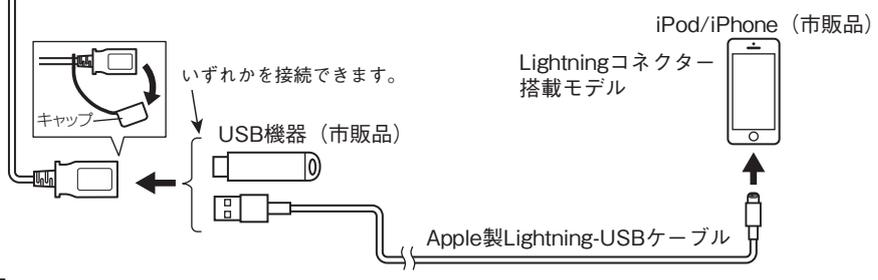 iPod/iPhone（市販品）
Lightningコネクター
搭載モデル
いずれかを接続できます。
キャップ
USB機器（市販品）
Apple製Lightning-USBケーブル